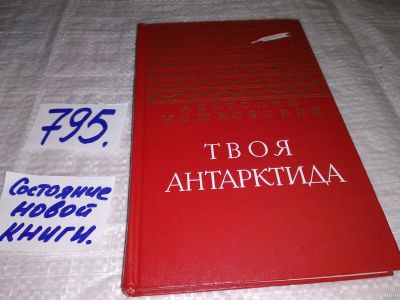 795.
Состояние
новой
книги.
АНАТОЛИЙ
МОШКОВСКИЙ
ТВОЯ
АНТАРКТИДА